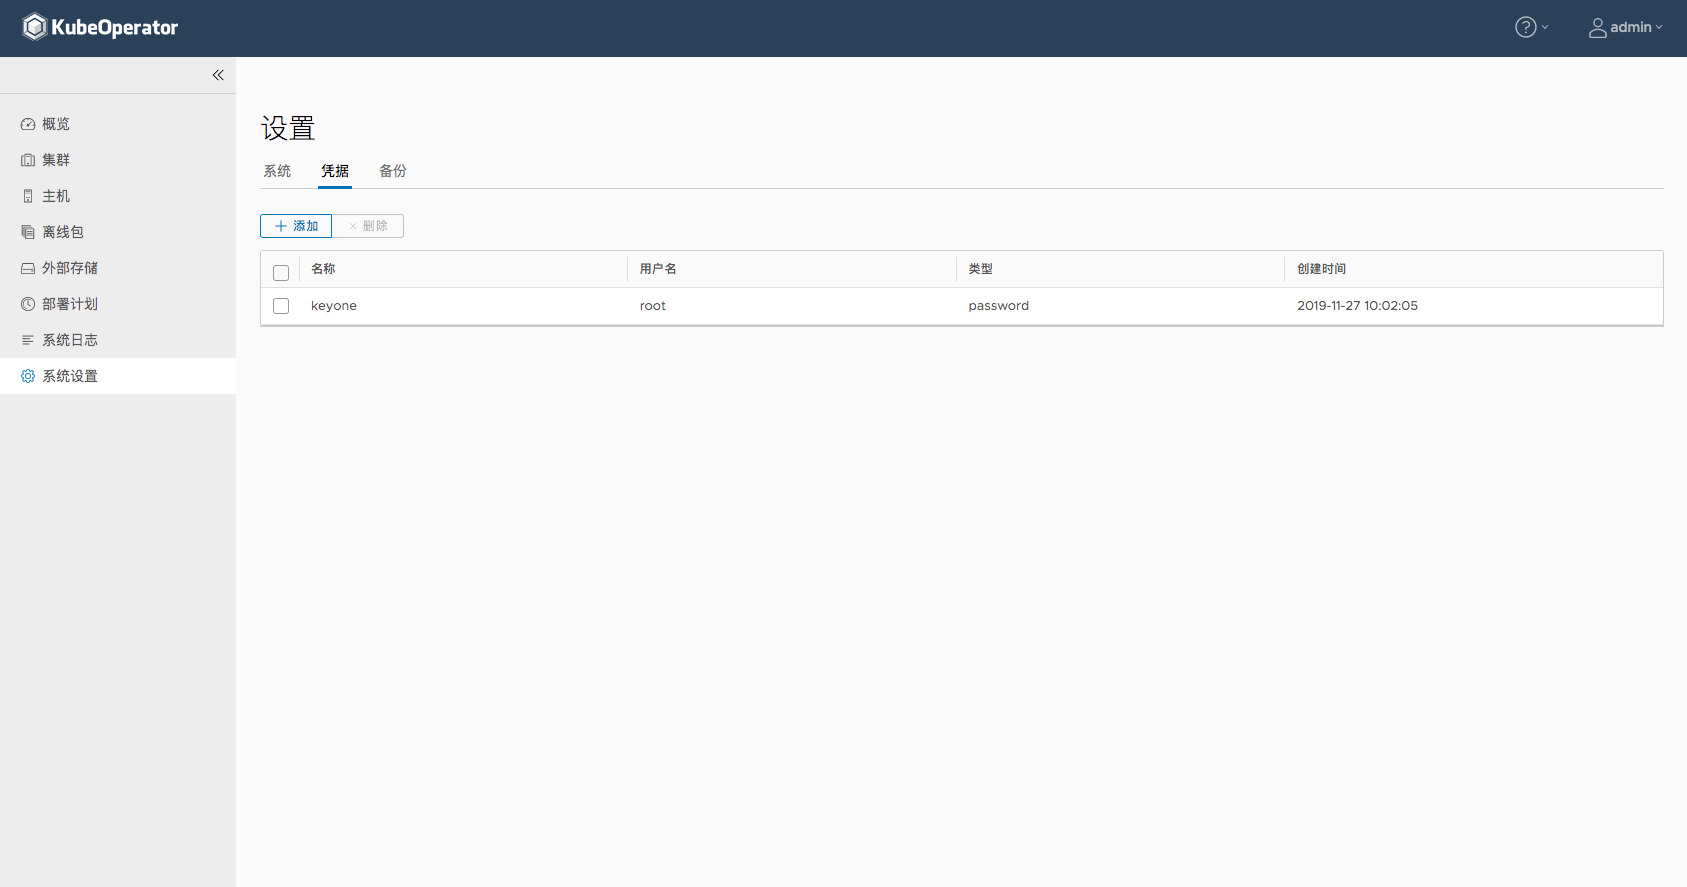 KubeOperator
? admin
概览
集群
主机
离线包
外部存储
部署计划
系统日志
系统设置
设置
系统 凭据 备份
添加 删除
名称 用户名 类型 创建时间
keyone root password 2019-11-27 10:02:05